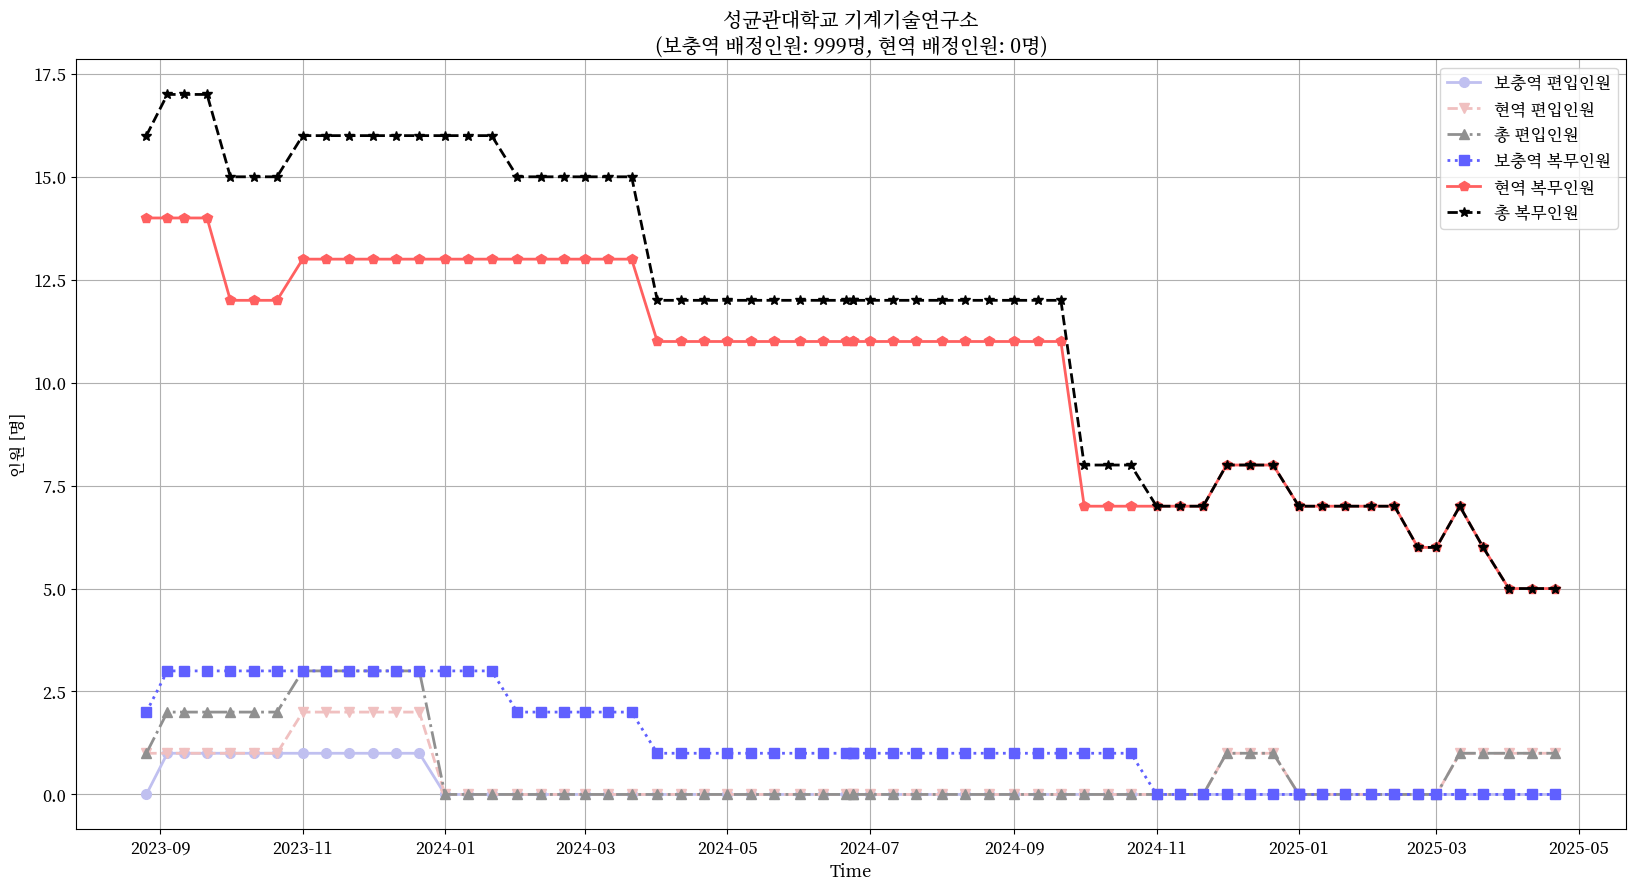 성균관대학교 기계기술연구소
(보충역 배정인원: 999명, 현역 배정인원: 0명)
17.5
15.0
12.5
10.0
7.5
5.0
2.5
0.0
인원 [명]
보충역 편입인원
현역 편입인원
총 편입인원
보충역 복무인원
현역 복무인원
총 복무인원
2023-09
2023-11
2024-01
2024-03
2024-05
2024-07
2024-09
2024-11
2025-01
2025-03
2025-05
Time